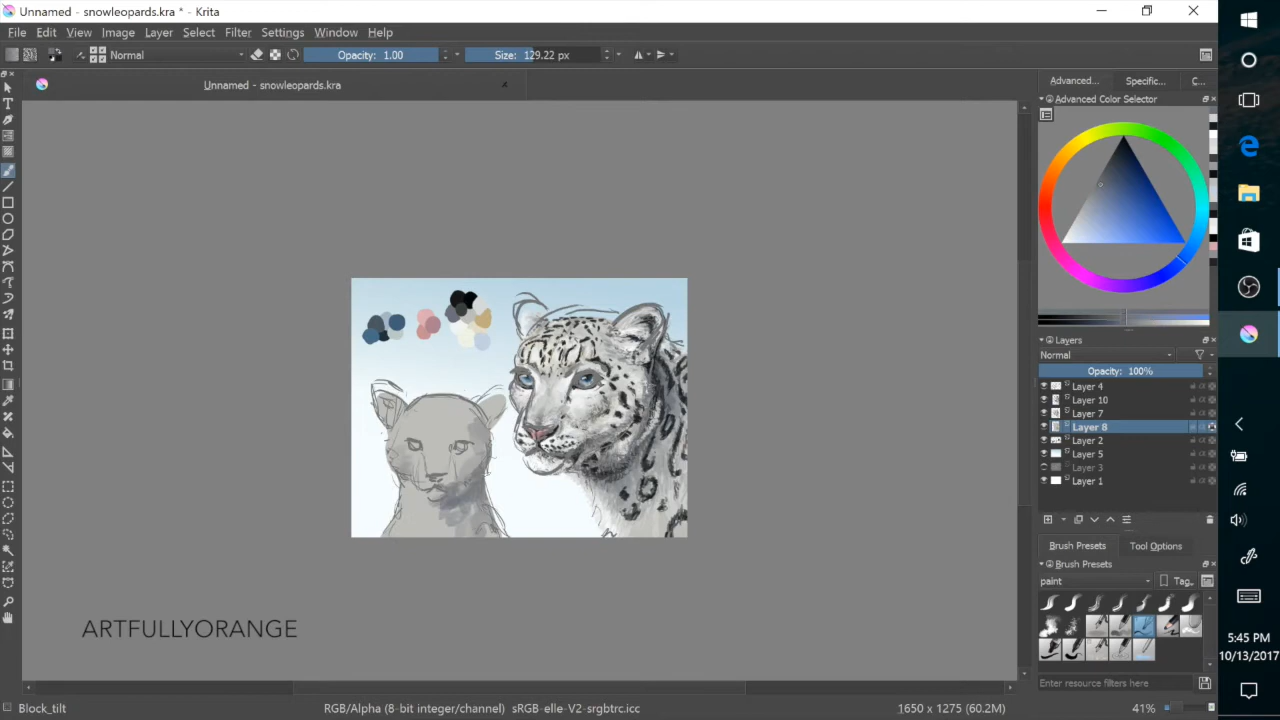 Unnamed - snowleopards.kra * - Krita
File Edit View Image Layer Select Filter Settings Window Help
Normal Opacity: 1.00 Size: 129.22 px
Unnamed - snowleopards.kra
Advanced... Specific... C...
Advanced Color Selector
Layers
Normal
Opacity: 100%
Layer 4
Layer 10
Layer 7
Layer 8
Layer 2
Layer 5
Layer 3
Layer 1
Brush Presets Tool Options
Brush Presets
paint Tag
ARTFULLYORANGE
5:45 PM
10/13/2017
Enter resource filters here
Block_tilt RGB/Alpha (8-bit integer/channel) sRGB-elle-V2-srgbtrc.icc 1650 x 1275 (60.2M) 41%